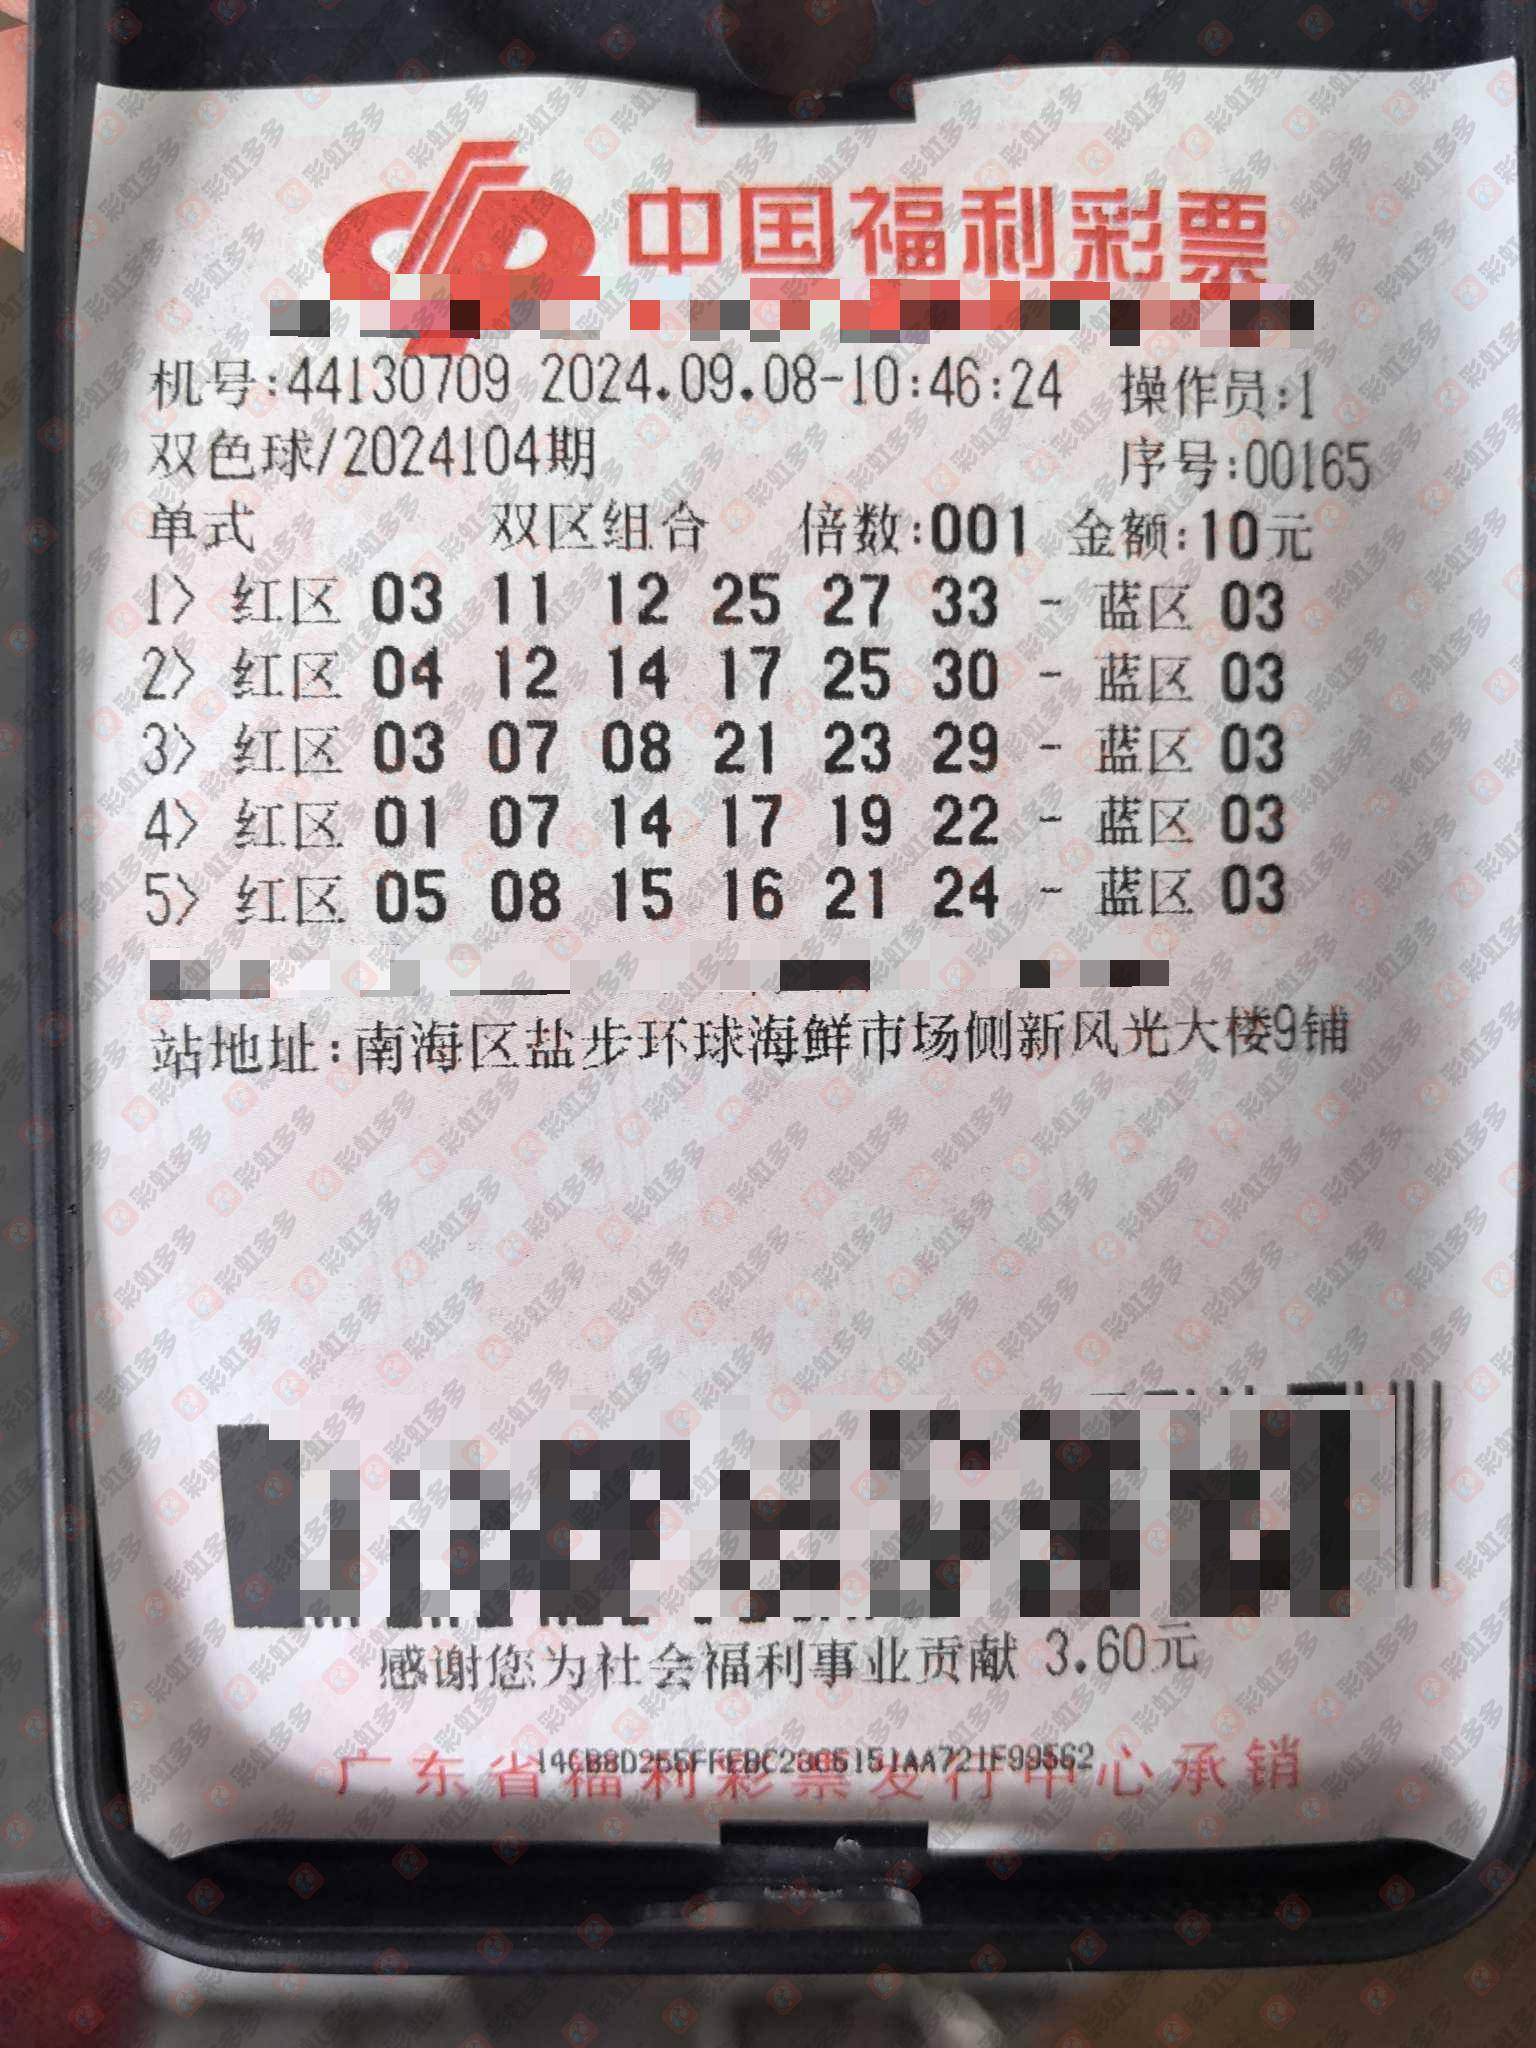 中国福利彩票
机号:44130709 2024.09.08-10:46:24 操作员:1
双色球/2024104期 序号:00165
单式 双区组合 倍数:001 金额:10元
1> 红区 03 11 12 25 27 33 - 蓝区 03
2> 红区 04 12 14 17 25 30 - 蓝区 03
3> 红区 03 07 08 21 23 29 - 蓝区 03
4> 红区 01 07 14 17 19 22 - 蓝区 03
5> 红区 05 08 15 16 21 24 - 蓝区 03
站地址:南海区盐步环球海鲜市场侧新风光大楼9铺
感谢您为社会福利事业贡献 3.60元
广东省福利彩票发行中心承销
彩虹多多